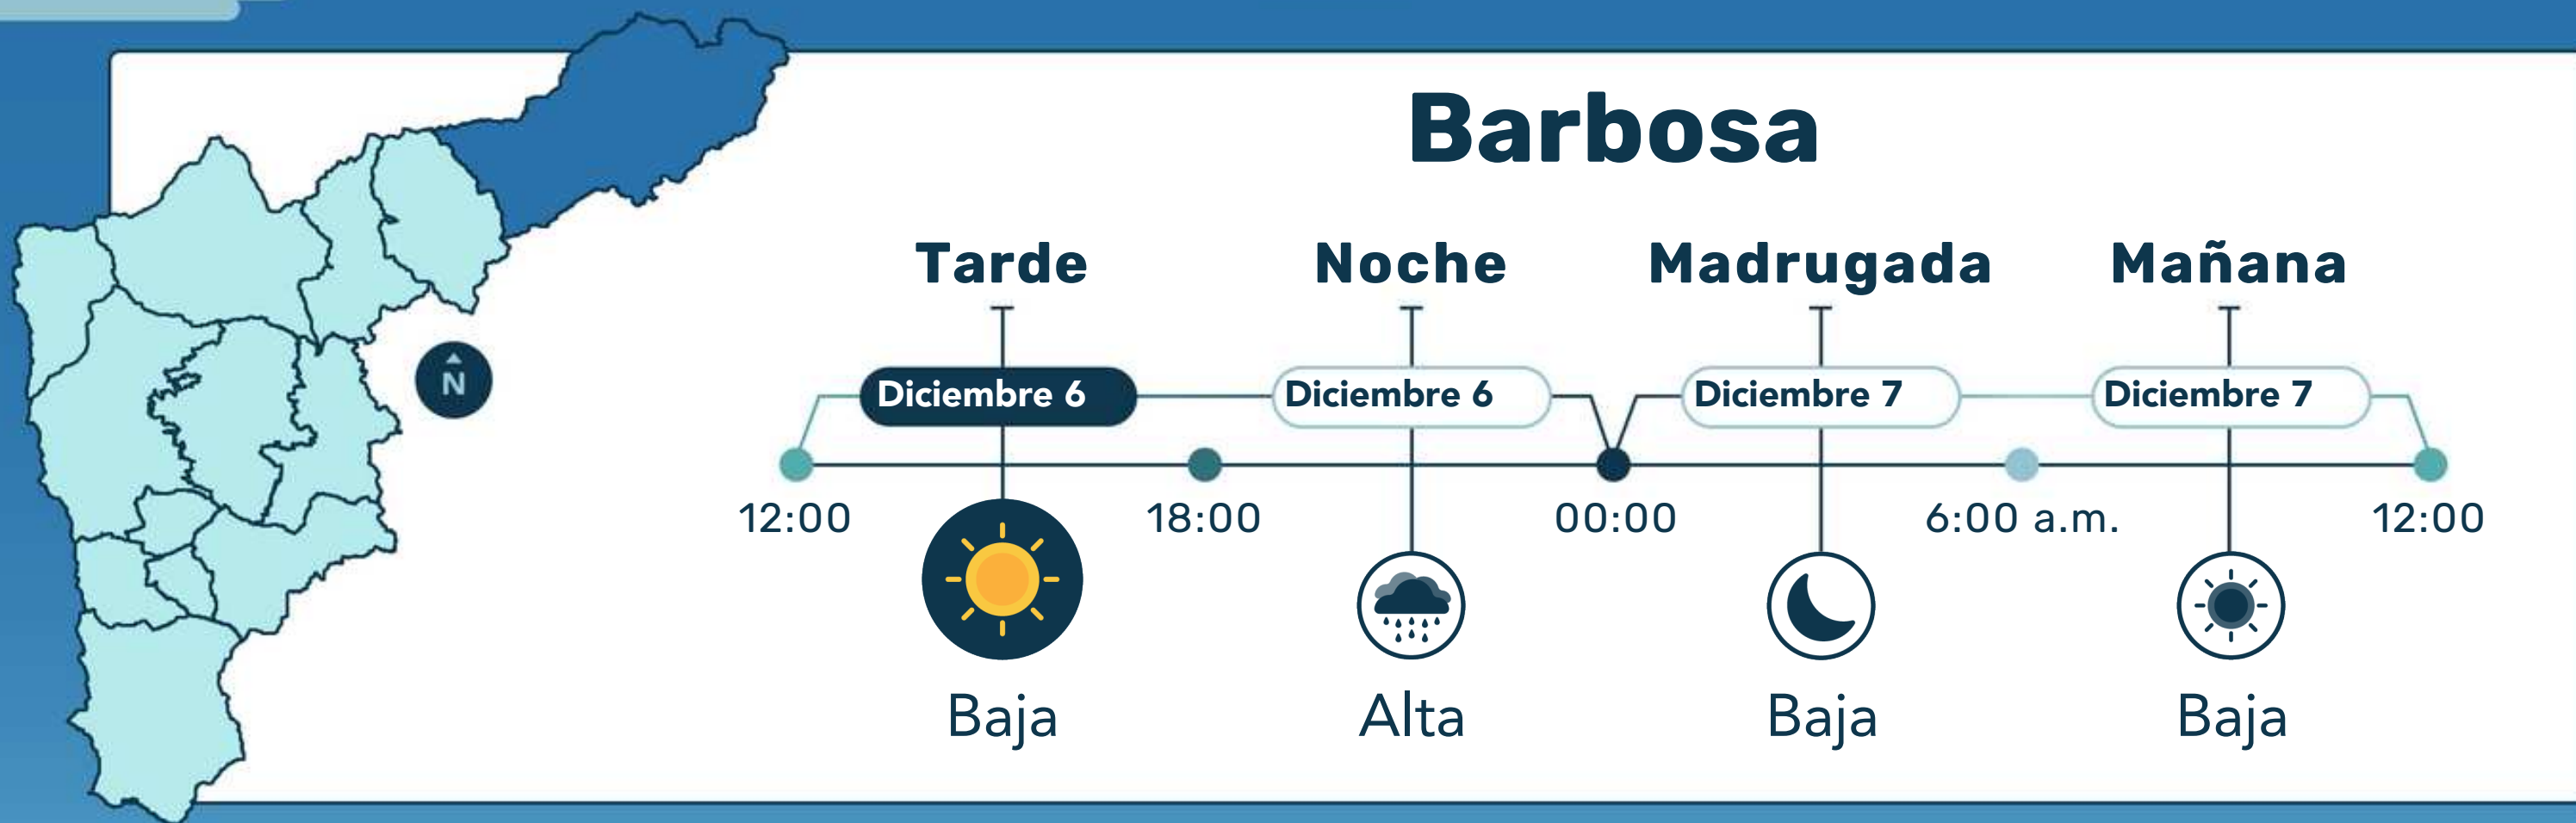 Barbosa
Tarde Noche Madrugada Mañana
N
Diciembre 6 Diciembre 6 Diciembre 7 Diciembre 7
12:00 18:00 00:00 6:00 a.m. 12:00
Baja Alta Baja Baja